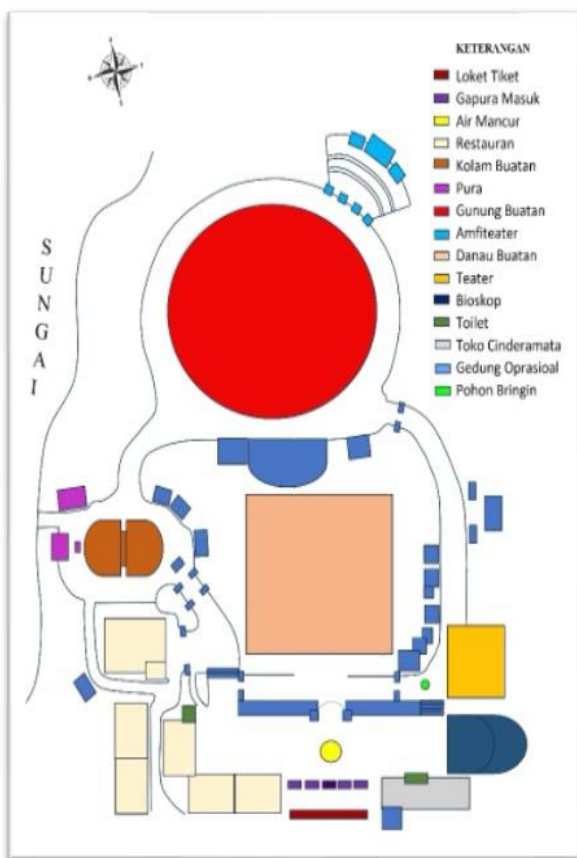 KETERANGAN
Loket Tiket
Gapura Masuk
Air Mancur
Restauran
Kolam Buatan
Pura
Gunung Buatan
Amfiteater
Danau Buatan
Teater
Bioskop
Toilet
Toko Cinderamata
Gedung Oprasioal
Pohon Bringin
SUNGAI